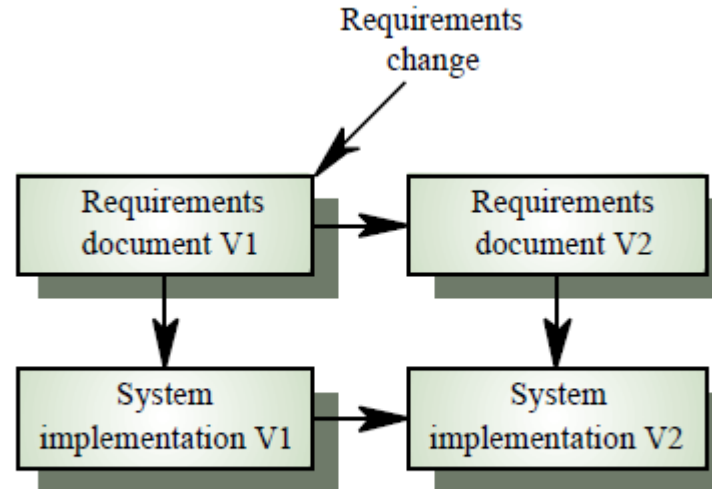 Requirements
change
Requirements
document V1
Requirements
document V2
System
implementation V1
System
implementation V2